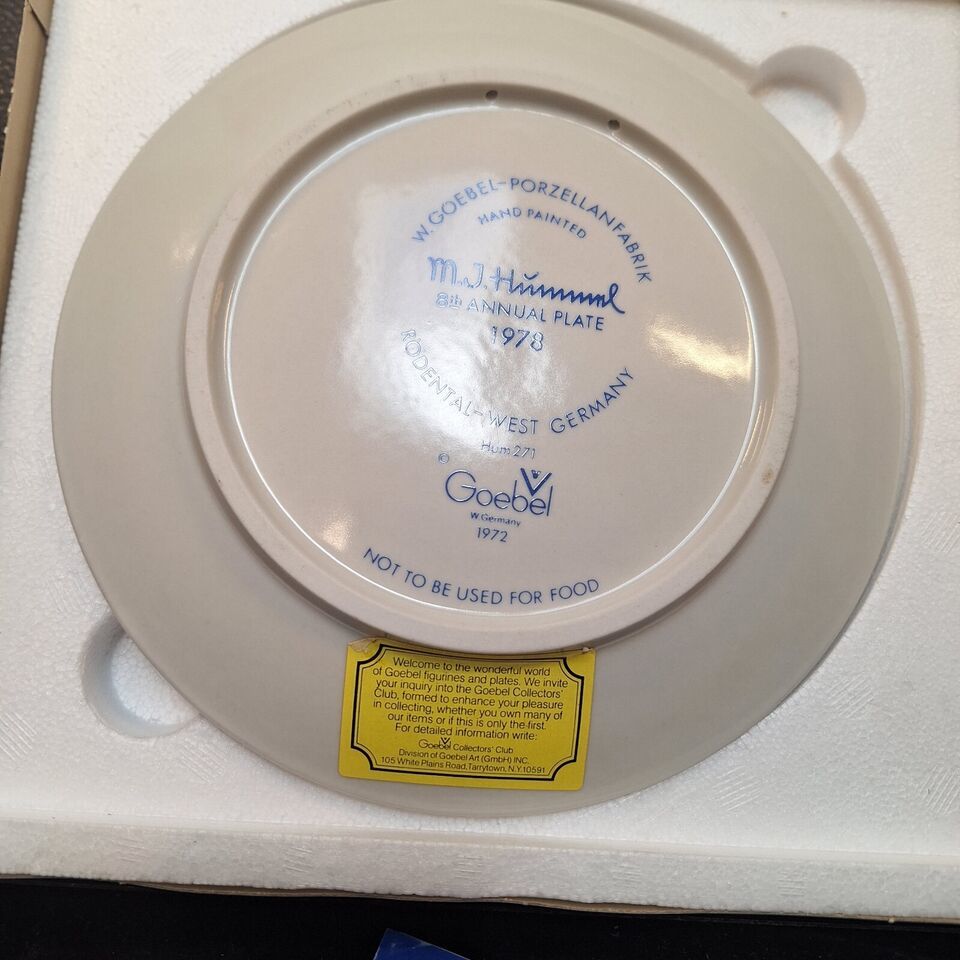 W. GOEBEL-PORZELLANFABRIK
HAND PAINTED
M.J.Hummel
8th ANNUAL PLATE
1978
RÖDENTAL-WEST GERMANY
Hum 271
© Goebel
W. Germany
1972
NOT TO BE USED FOR FOOD
Welcome to the wonderful world
of Goebel figurines and plates. We invite
your inquiry into the Goebel Collectors'
Club, formed to enhance your pleasure
in collecting, whether you own many of
our items or if this is only the first.
For detailed information write:
Goebel Collectors' Club
Division of Goebel Art (GmbH) INC.
105 White Plains Road, Tarrytown, N.Y. 10591